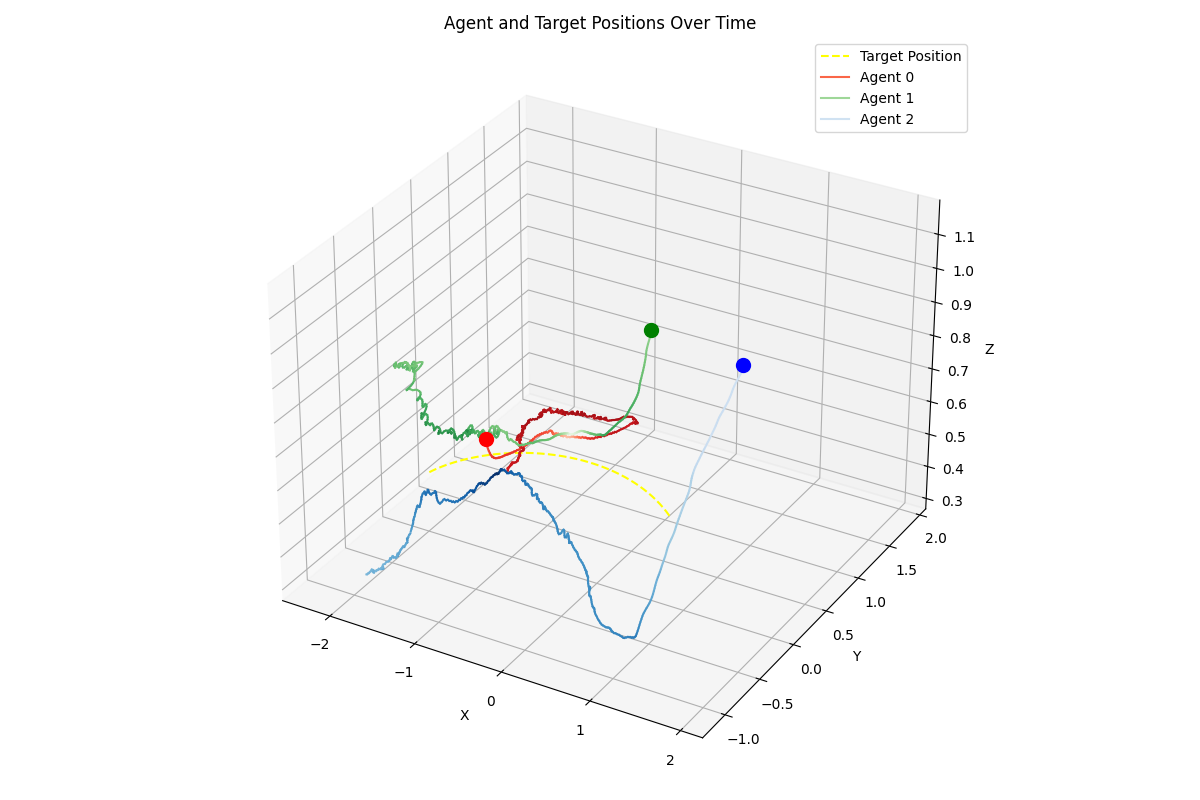 Agent and Target Positions Over Time
Target Position
Agent 0
Agent 1
Agent 2
1.1
1.0
0.9
0.8
0.7
0.6
0.5
0.4
0.3
Z
2.0
1.5
1.0
0.5
0.0
−0.5
−1.0
Y
−2
−1
0
1
2
X